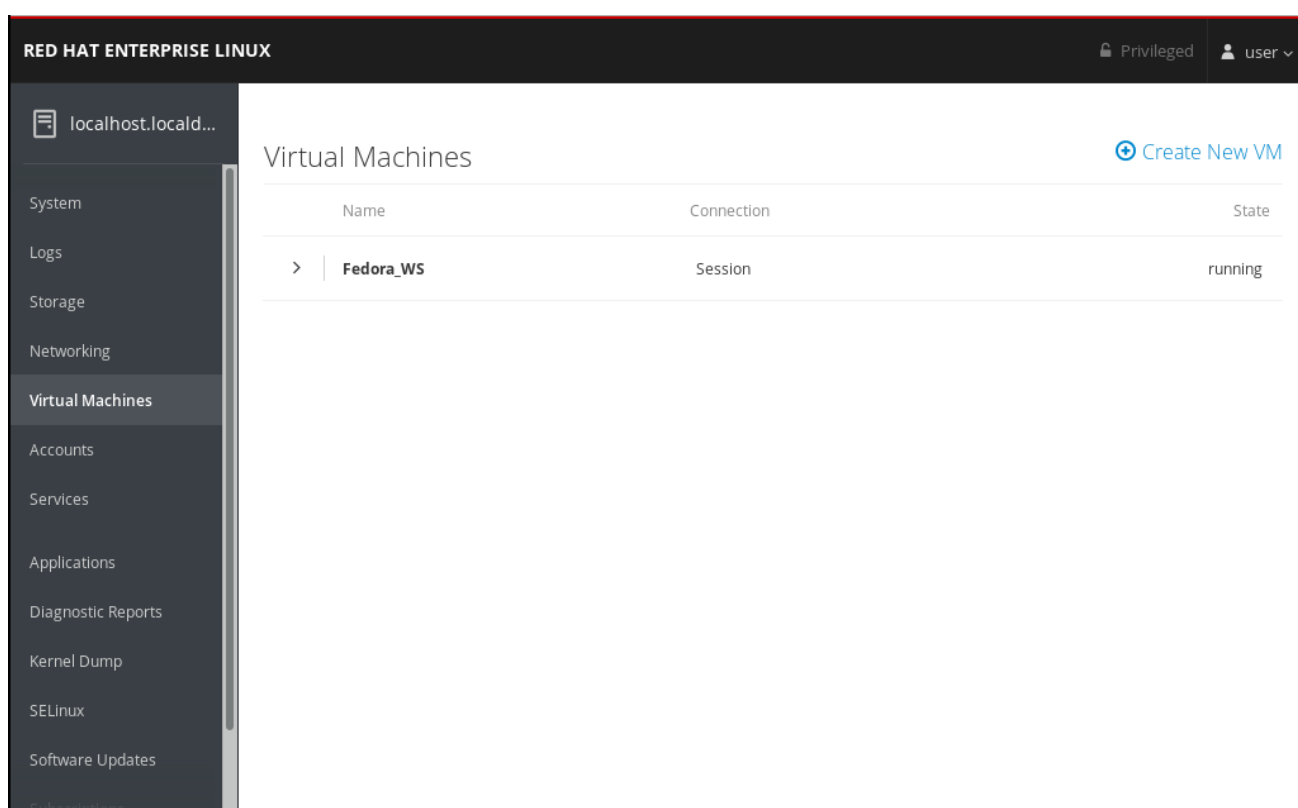 RED HAT ENTERPRISE LINUX
Privileged
user
localhost.locald...
Virtual Machines
Create New VM
Name Connection State
Fedora_WS Session running
System
Logs
Storage
Networking
Virtual Machines
Accounts
Services
Applications
Diagnostic Reports
Kernel Dump
SELinux
Software Updates